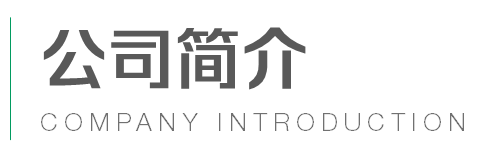 公司简介
COMPANY INTRODUCTION